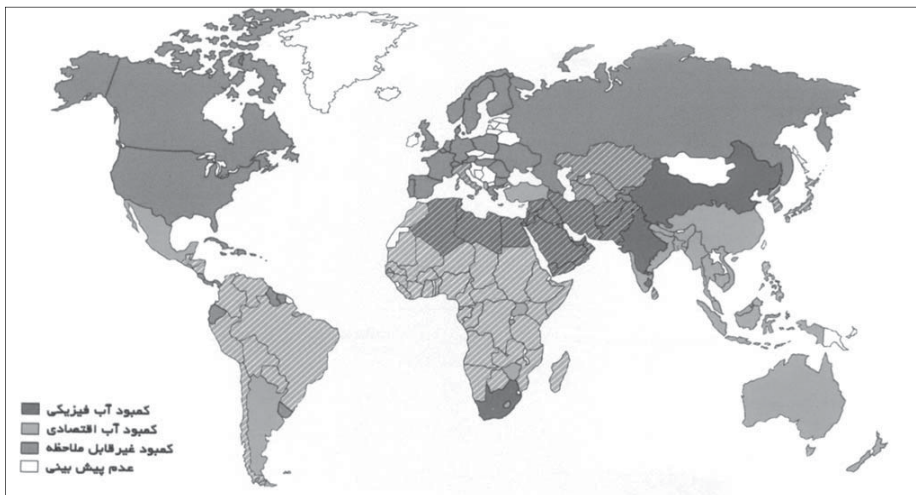 کمبود آب فیزیکی
کمبود آب اقتصادی
کمبود غیرقابل ملاحظه
عدم پیش بینی